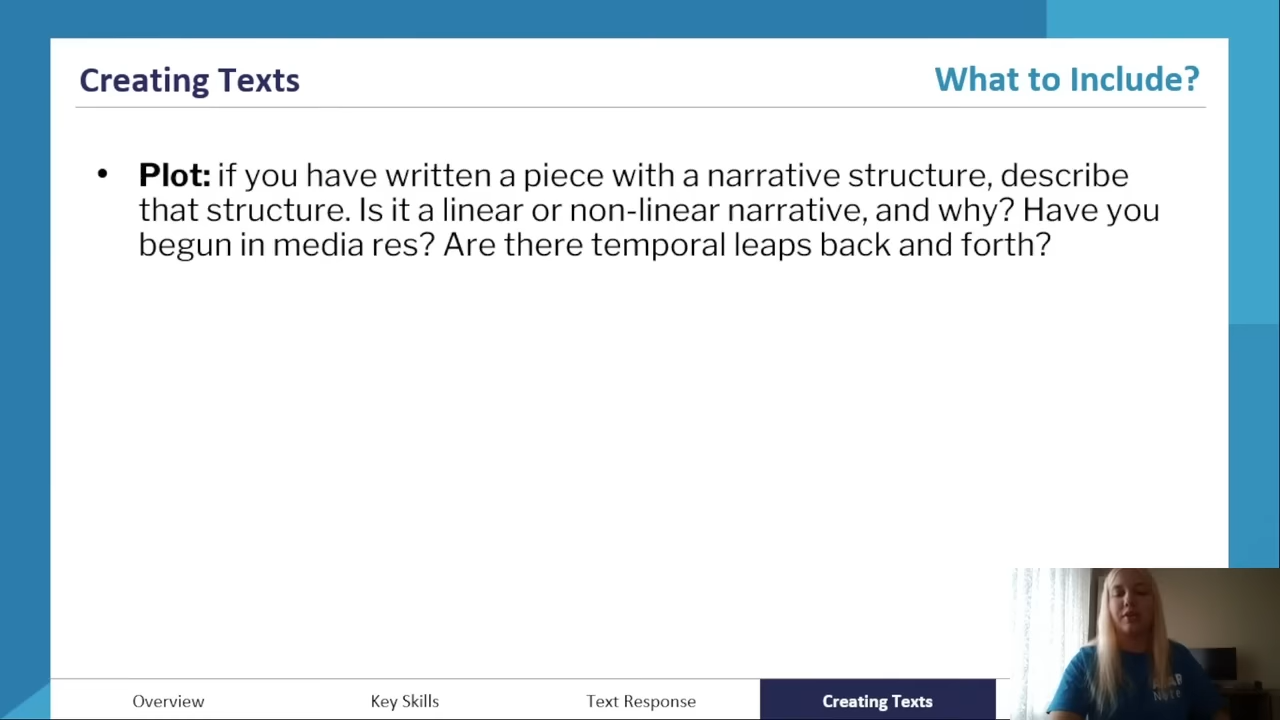 Creating Texts
What to Include?
• Plot: if you have written a piece with a narrative structure, describe
that structure. Is it a linear or non-linear narrative, and why? Have you
begun in media res? Are there temporal leaps back and forth?
Overview
Key Skills
Text Response
Creating Texts